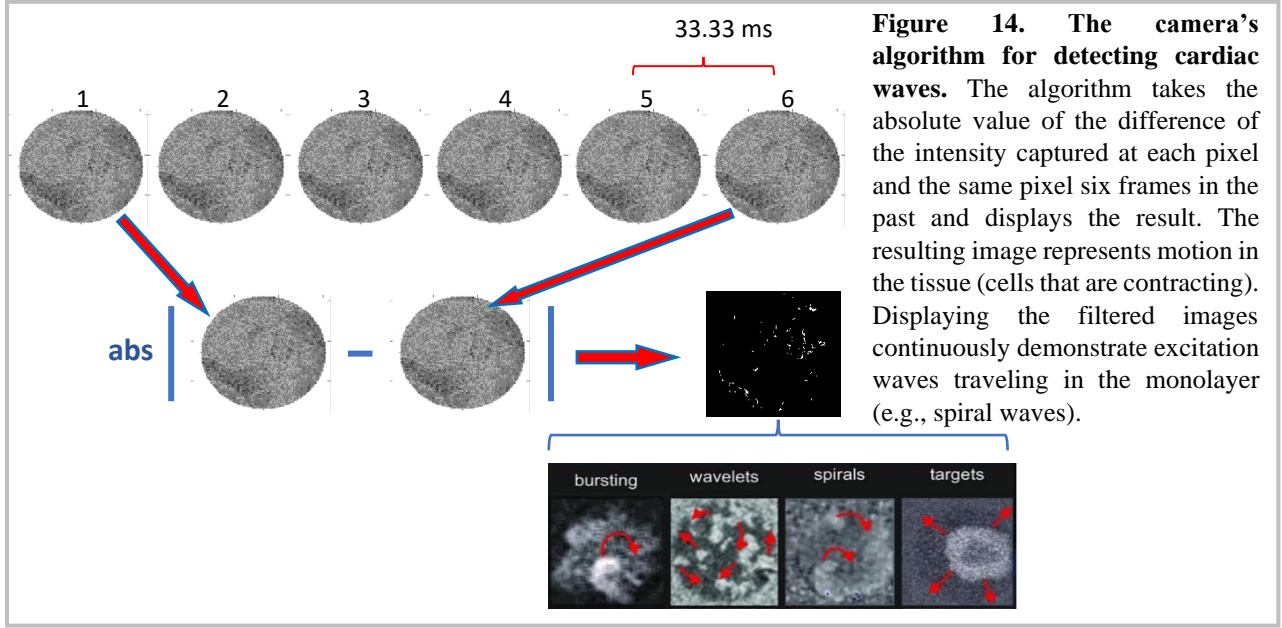 33.33 ms
1 2 3 4 5 6
abs
bursting wavelets spirals targets
Figure 14. The camera's
algorithm for detecting cardiac
waves. The algorithm takes the
absolute value of the difference of
the intensity captured at each pixel
and the same pixel six frames in the
past and displays the result. The
resulting image represents motion in
the tissue (cells that are contracting).
Displaying the filtered images
continuously demonstrate excitation
waves traveling in the monolayer
(e.g., spiral waves).